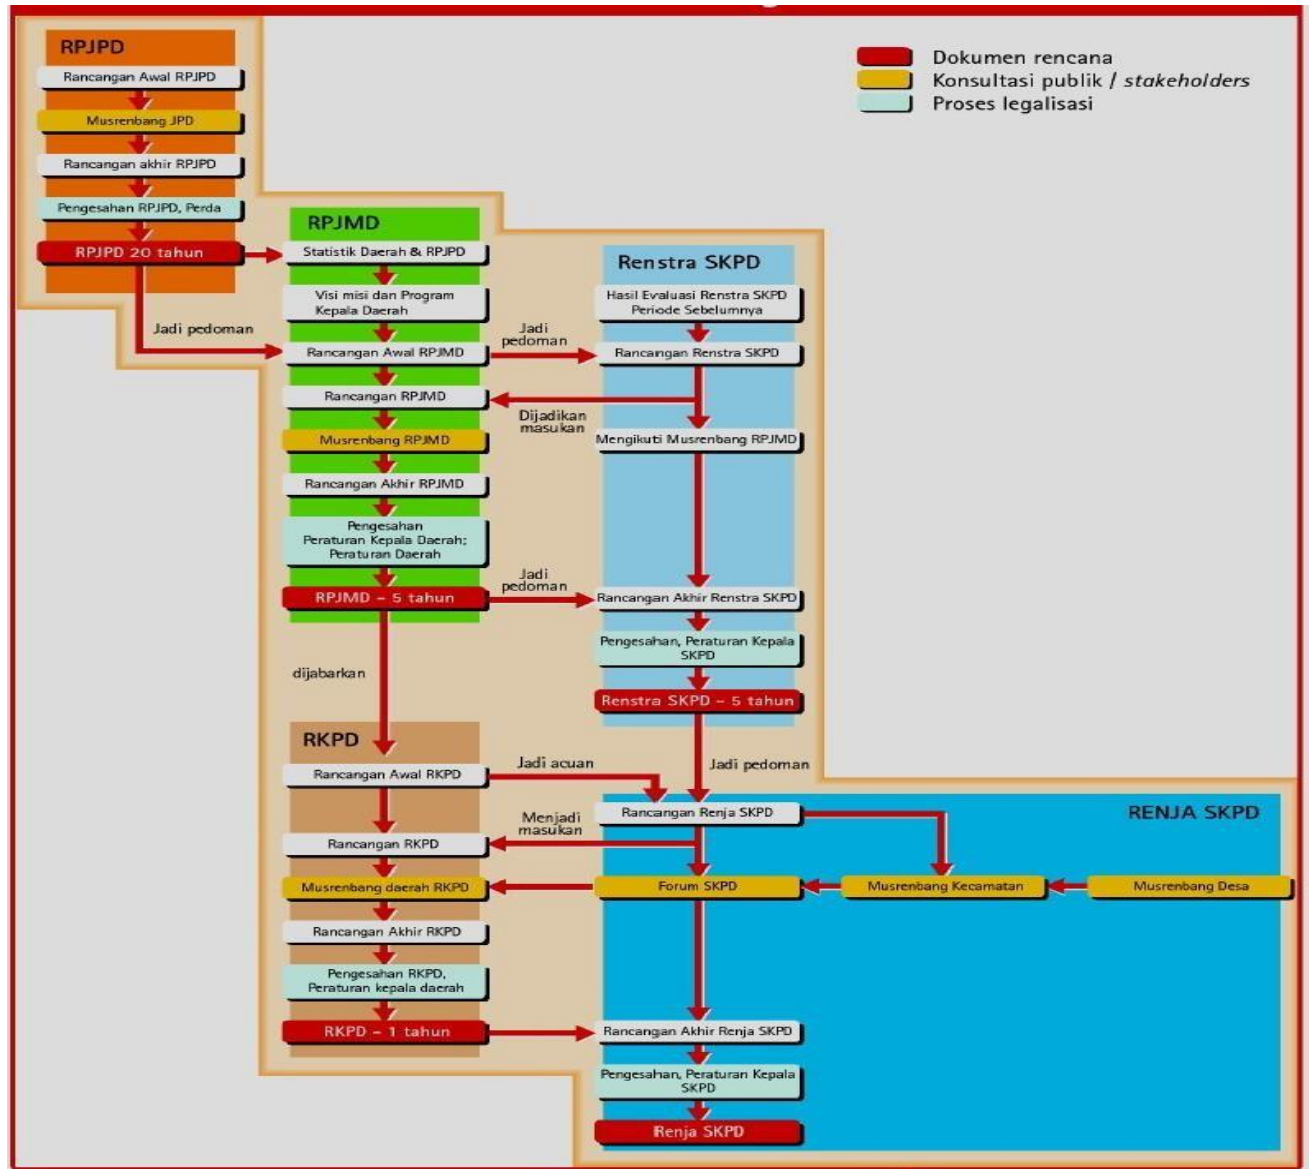 RPJPD
Rancangan Awal RPJPD
Musrenbang JPD
Rancangan akhir RPJPD
Pengesahan RPJPD, Perda
RPJPD 20 tahun
Jadi pedoman
Dokumen rencana
Konsultasi publik / stakeholders
Proses legalisasi
RPJMD
Statistik Daerah & RPJPD
Visi misi dan Program
Kepala Daerah
Rancangan Awal RPJMD
Rancangan RPJMD
Musrenbang RPJMD
Rancangan Akhir RPJMD
Pengesahan
Peraturan Kepala Daerah;
Peraturan Daerah
RPJMD – 5 tahun
Jadi
pedoman
Dijadikan
masukan
Jadi
pedoman
Renstra SKPD
Hasil Evaluasi Renstra SKPD
Periode Sebelumnya
Rancangan Renstra SKPD
Mengikuti Musrenbang RPJMD
Rancangan Akhir Renstra SKPD
Pengesahan, Peraturan Kepala
SKPD
Renstra SKPD – 5 tahun
dijabarkan
RKPD
Rancangan Awal RKPD
Rancangan RKPD
Musrenbang daerah RKPD
Rancangan Akhir RKPD
Pengesahan RKPD,
Peraturan kepala daerah
RKPD – 1 tahun
Jadi acuan
Jadi pedoman
Menjadi
masukan
RENJA SKPD
Rancangan Renja SKPD
Forum SKPD
Musrenbang Kecamatan
Musrenbang Desa
Rancangan Akhir Renja SKPD
Pengesahan, Peraturan Kepala
SKPD
Renja SKPD